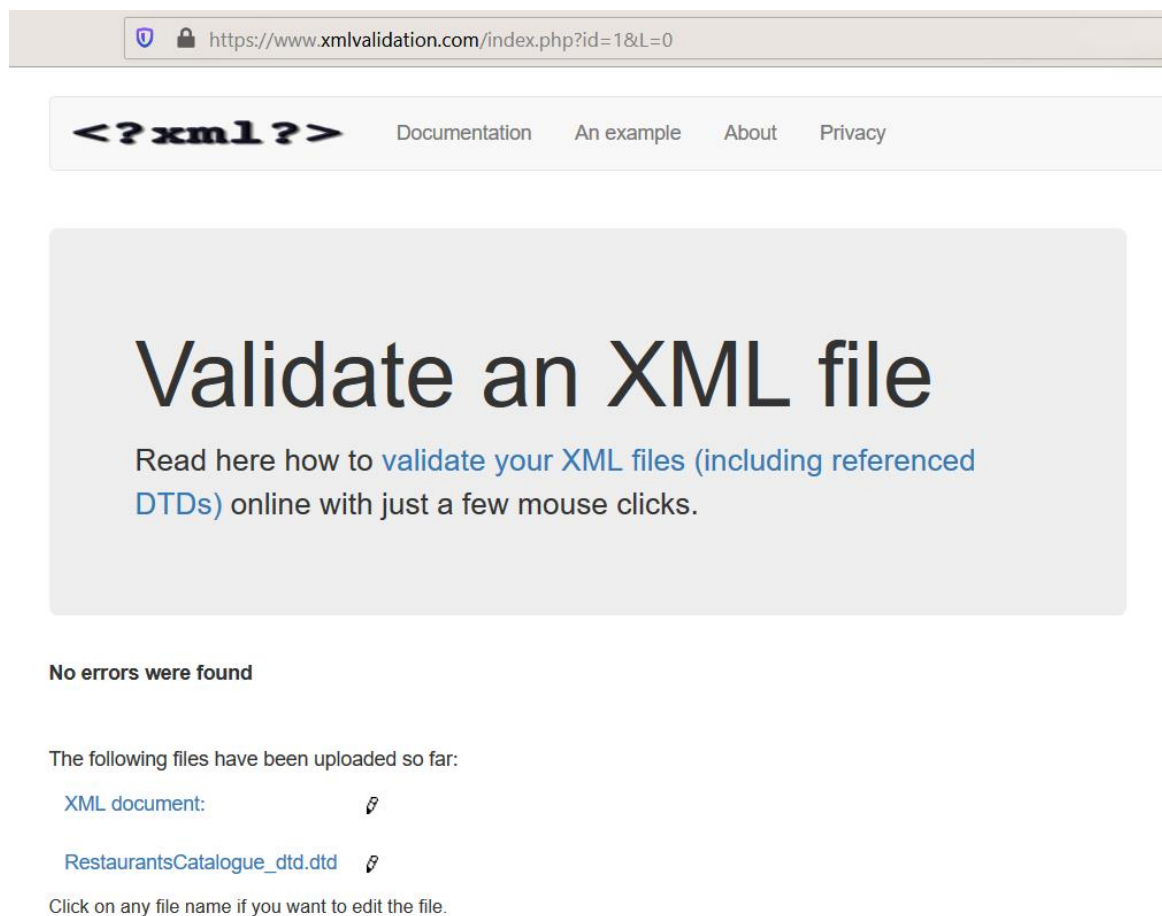 https://www.xmlvalidation.com/index.php?id=1&L=0
<?xml?> Documentation An example About Privacy
Validate an XML file
Read here how to validate your XML files (including referenced
DTDs) online with just a few mouse clicks.
No errors were found
The following files have been uploaded so far:
XML document:
RestaurantsCatalogue_dtd.dtd
Click on any file name if you want to edit the file.